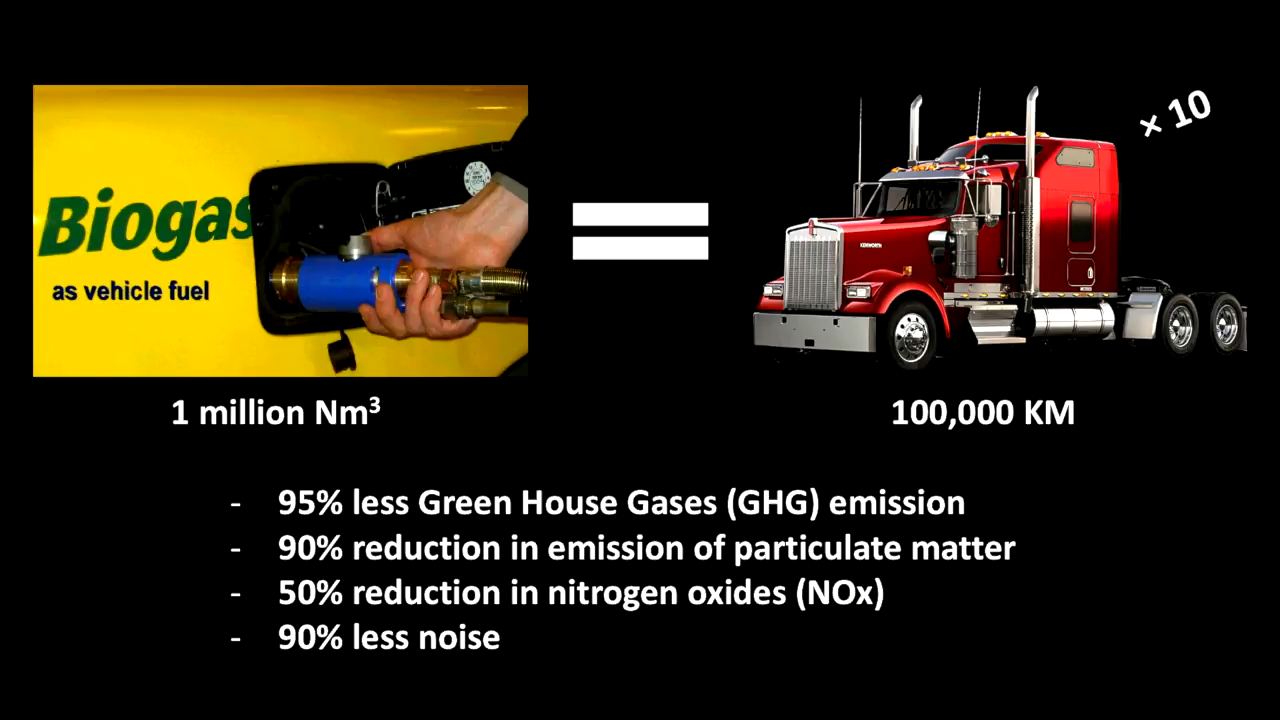 Biogas
as vehicle fuel
× 10
KENWORTH
1 million Nm³
100,000 KM
- 95% less Green House Gases (GHG) emission
- 90% reduction in emission of particulate matter
- 50% reduction in nitrogen oxides (NOx)
- 90% less noise